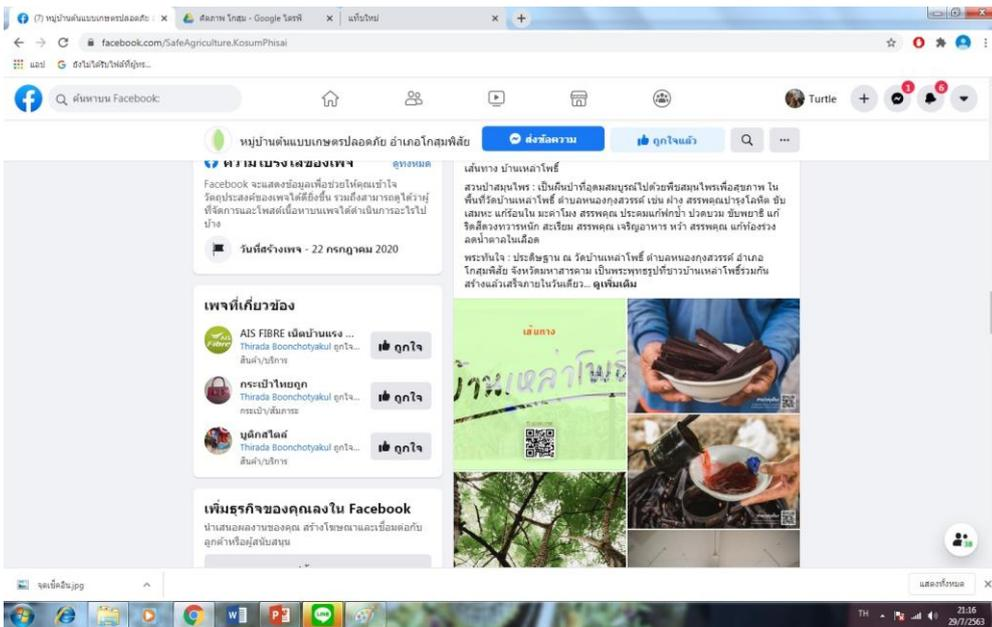 (7) หมู่บ้านต้นแบบเกษตรปลอดภัย
คัดภาพ โกสุม - Google ไดรฟ์
แท็บใหม่
facebook.com/SafeAgriculture.KosumPhisai
แอป
ยังไม่ได้รับไฟล์ที่ผู้ทร...
ค้นหาบน Facebook:
Turtle
1
6
หมู่บ้านต้นแบบเกษตรปลอดภัย อำเภอโกสุมพิสัย
ส่งข้อความ
ถูกใจแล้ว
ความโปร่งใสของเพจ
ดูทั้งหมด
Facebook จะแสดงข้อมูลเพื่อช่วยให้คุณเข้าใจ
วัตถุประสงค์ของเพจได้ดียิ่งขึ้น รวมถึงสามารถดูได้ว่าผู้
ที่จัดการและโพสต์เนื้อหาบนเพจได้ดำเนินการอะไรไป
บ้าง
วันที่สร้างเพจ - 22 กรกฎาคม 2020
เพจที่เกี่ยวข้อง
AIS FIBRE เน็ตบ้านแรง ...
Thirada Boonchotyakul ถูกใจ...
สินค้า/บริการ
ถูกใจ
กระเป๋าไทยถูก
Thirada Boonchotyakul ถูกใจ...
กระเป๋า/สัมภาระ
ถูกใจ
บูติกสไตล์
Thirada Boonchotyakul ถูกใจ...
สินค้า/บริการ
ถูกใจ
เพิ่มธุรกิจของคุณลงใน Facebook
นำเสนอผลงานของคุณ สร้างโฆษณาและเชื่อมต่อกับ
ลูกค้าหรือผู้สนับสนุน
เส้นทาง บ้านเหล่าโพธิ์
สวนป่าสมุนไพร : เป็นผืนป่าที่อุดมสมบูรณ์ไปด้วยพืชสมุนไพรเพื่อสุขภาพ ใน
พื้นที่วัดบ้านเหล่าโพธิ์ ตำบลหนองกุงสวรรค์ เช่น ฝาง สรรพคุณบำรุงโลหิต ขับ
เสมหะ แก้ร้อนใน มะค่าโมง สรรพคุณ ประคบแก้ฟกช้ำ ปวดบวม ขับพยาธิ แก้
ริดสีดวงทวารหนัก สะเรียม สรรพคุณ เจริญอาหาร หว้า สรรพคุณ แก้ท้องร่วง
ลดน้ำตาลในเลือด
พระทันใจ : ประดิษฐาน ณ วัดบ้านเหล่าโพธิ์ ตำบลหนองกุงสวรรค์ อำเภอ
โกสุมพิสัย จังหวัดมหาสารคาม เป็นพระพุทธรูปที่ชาวบ้านเหล่าโพธิ์ร่วมกัน
สร้างแล้วเสร็จภายในวันเดียว... ดูเพิ่มเติม
เส้นทาง
บ้านเหล่าโพธิ์
จุดเช็คอิน.jpg
แสดงทั้งหมด
TH
21:16
29/7/2563